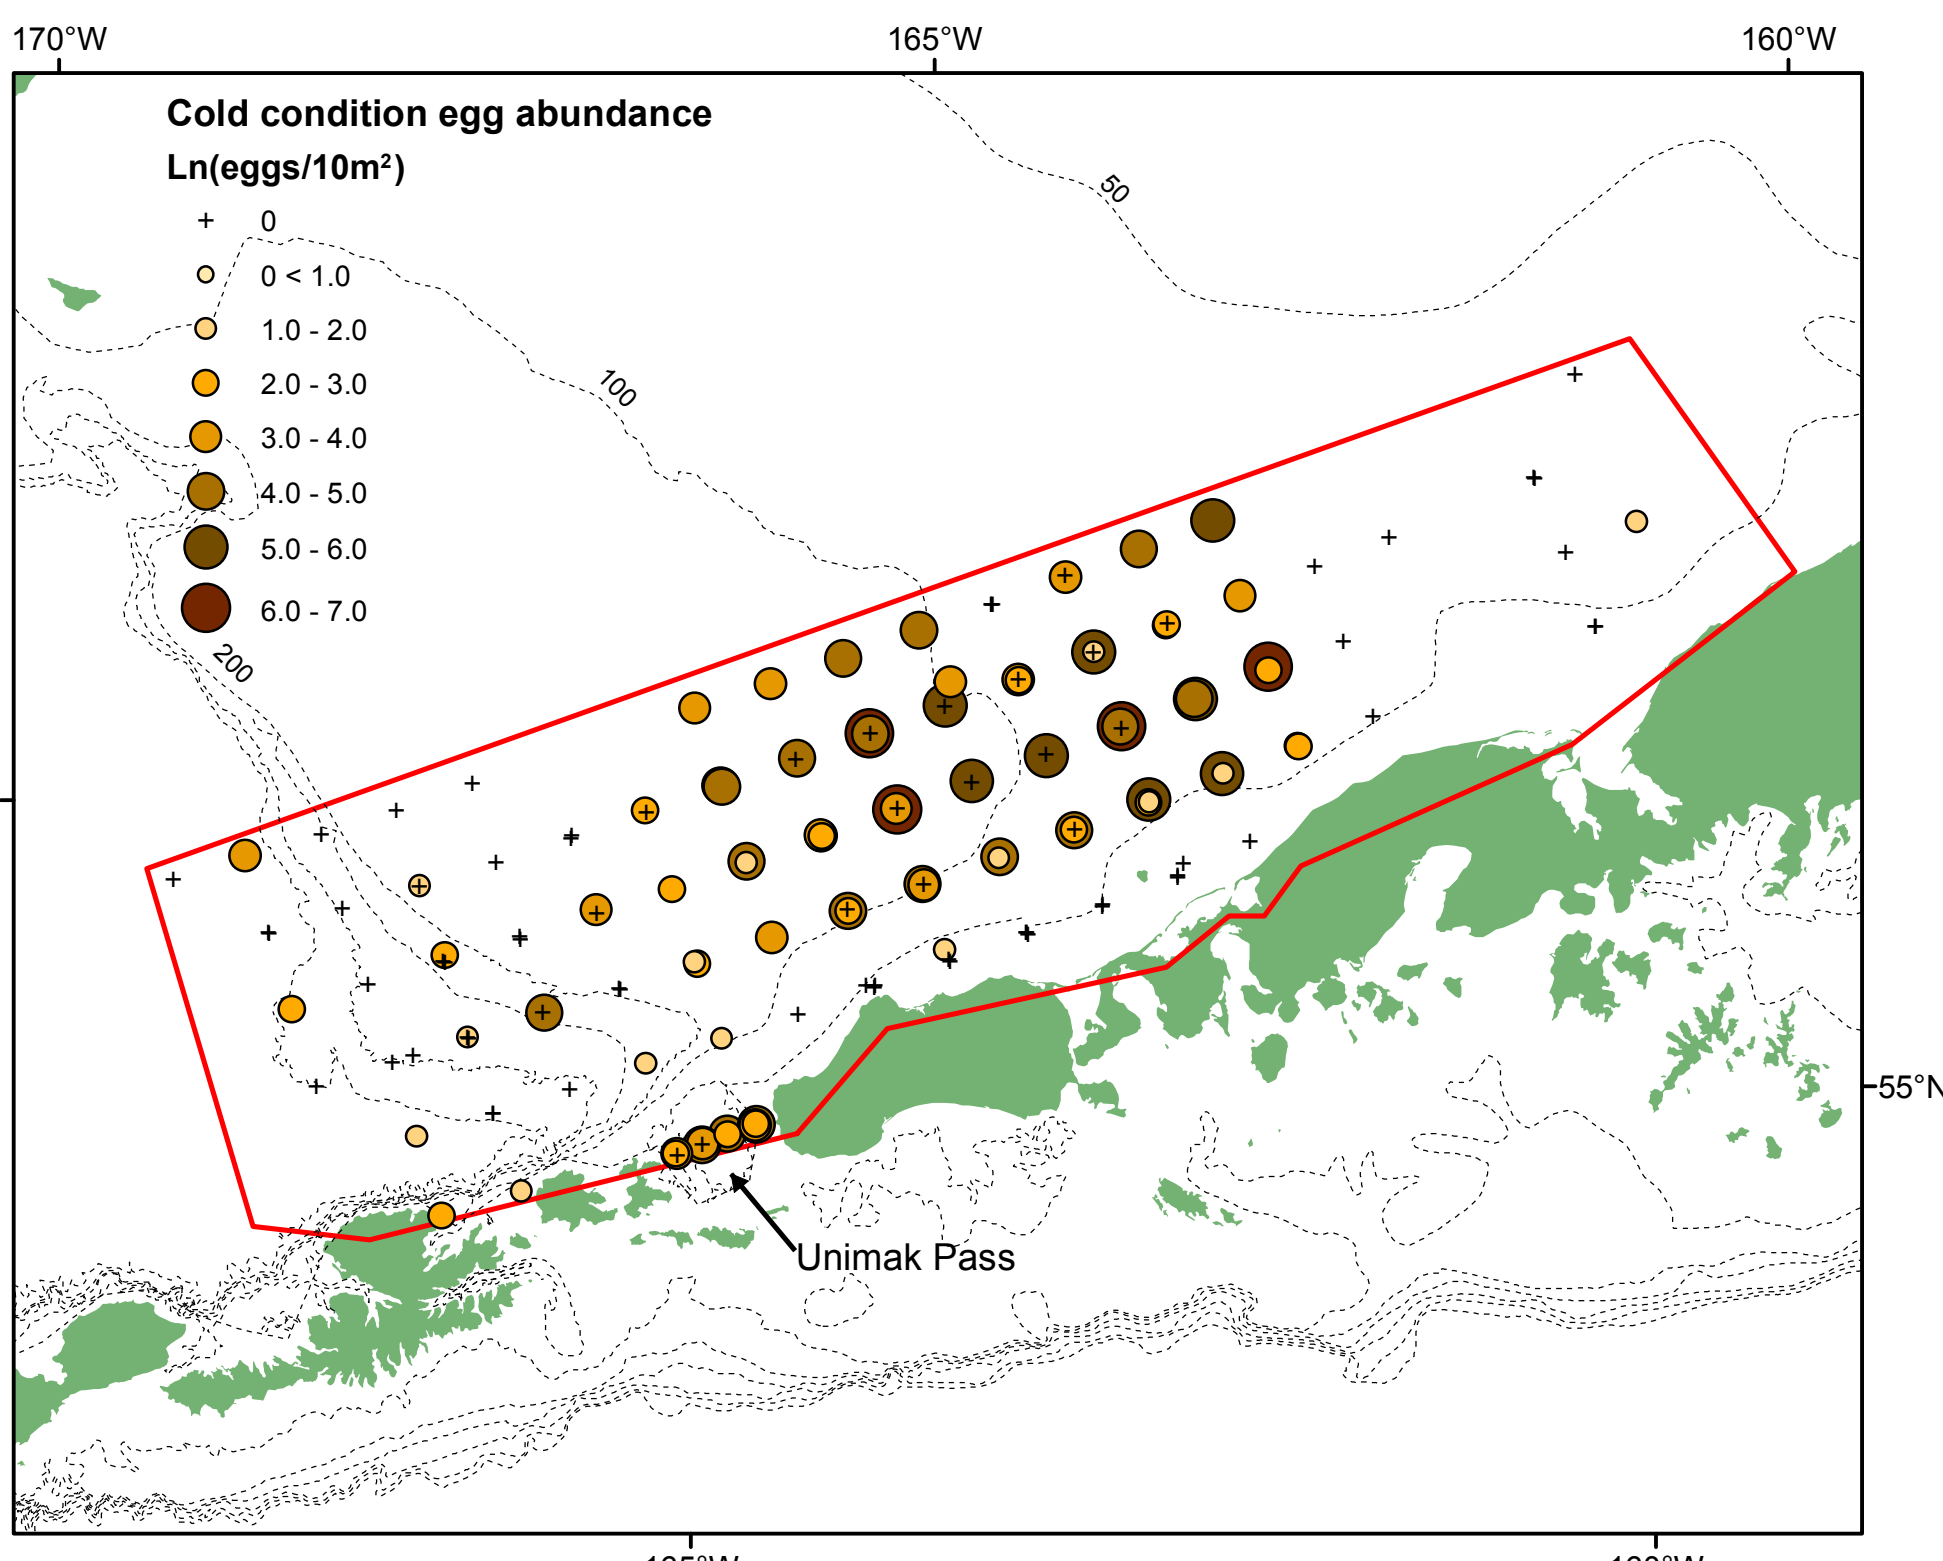 170°W 165°W 160°W
Cold condition egg abundance
Ln(eggs/10m²)
0
0 < 1.0
1.0 - 2.0
2.0 - 3.0
3.0 - 4.0
4.0 - 5.0
5.0 - 6.0
6.0 - 7.0
50
100
200
55°N
Unimak Pass